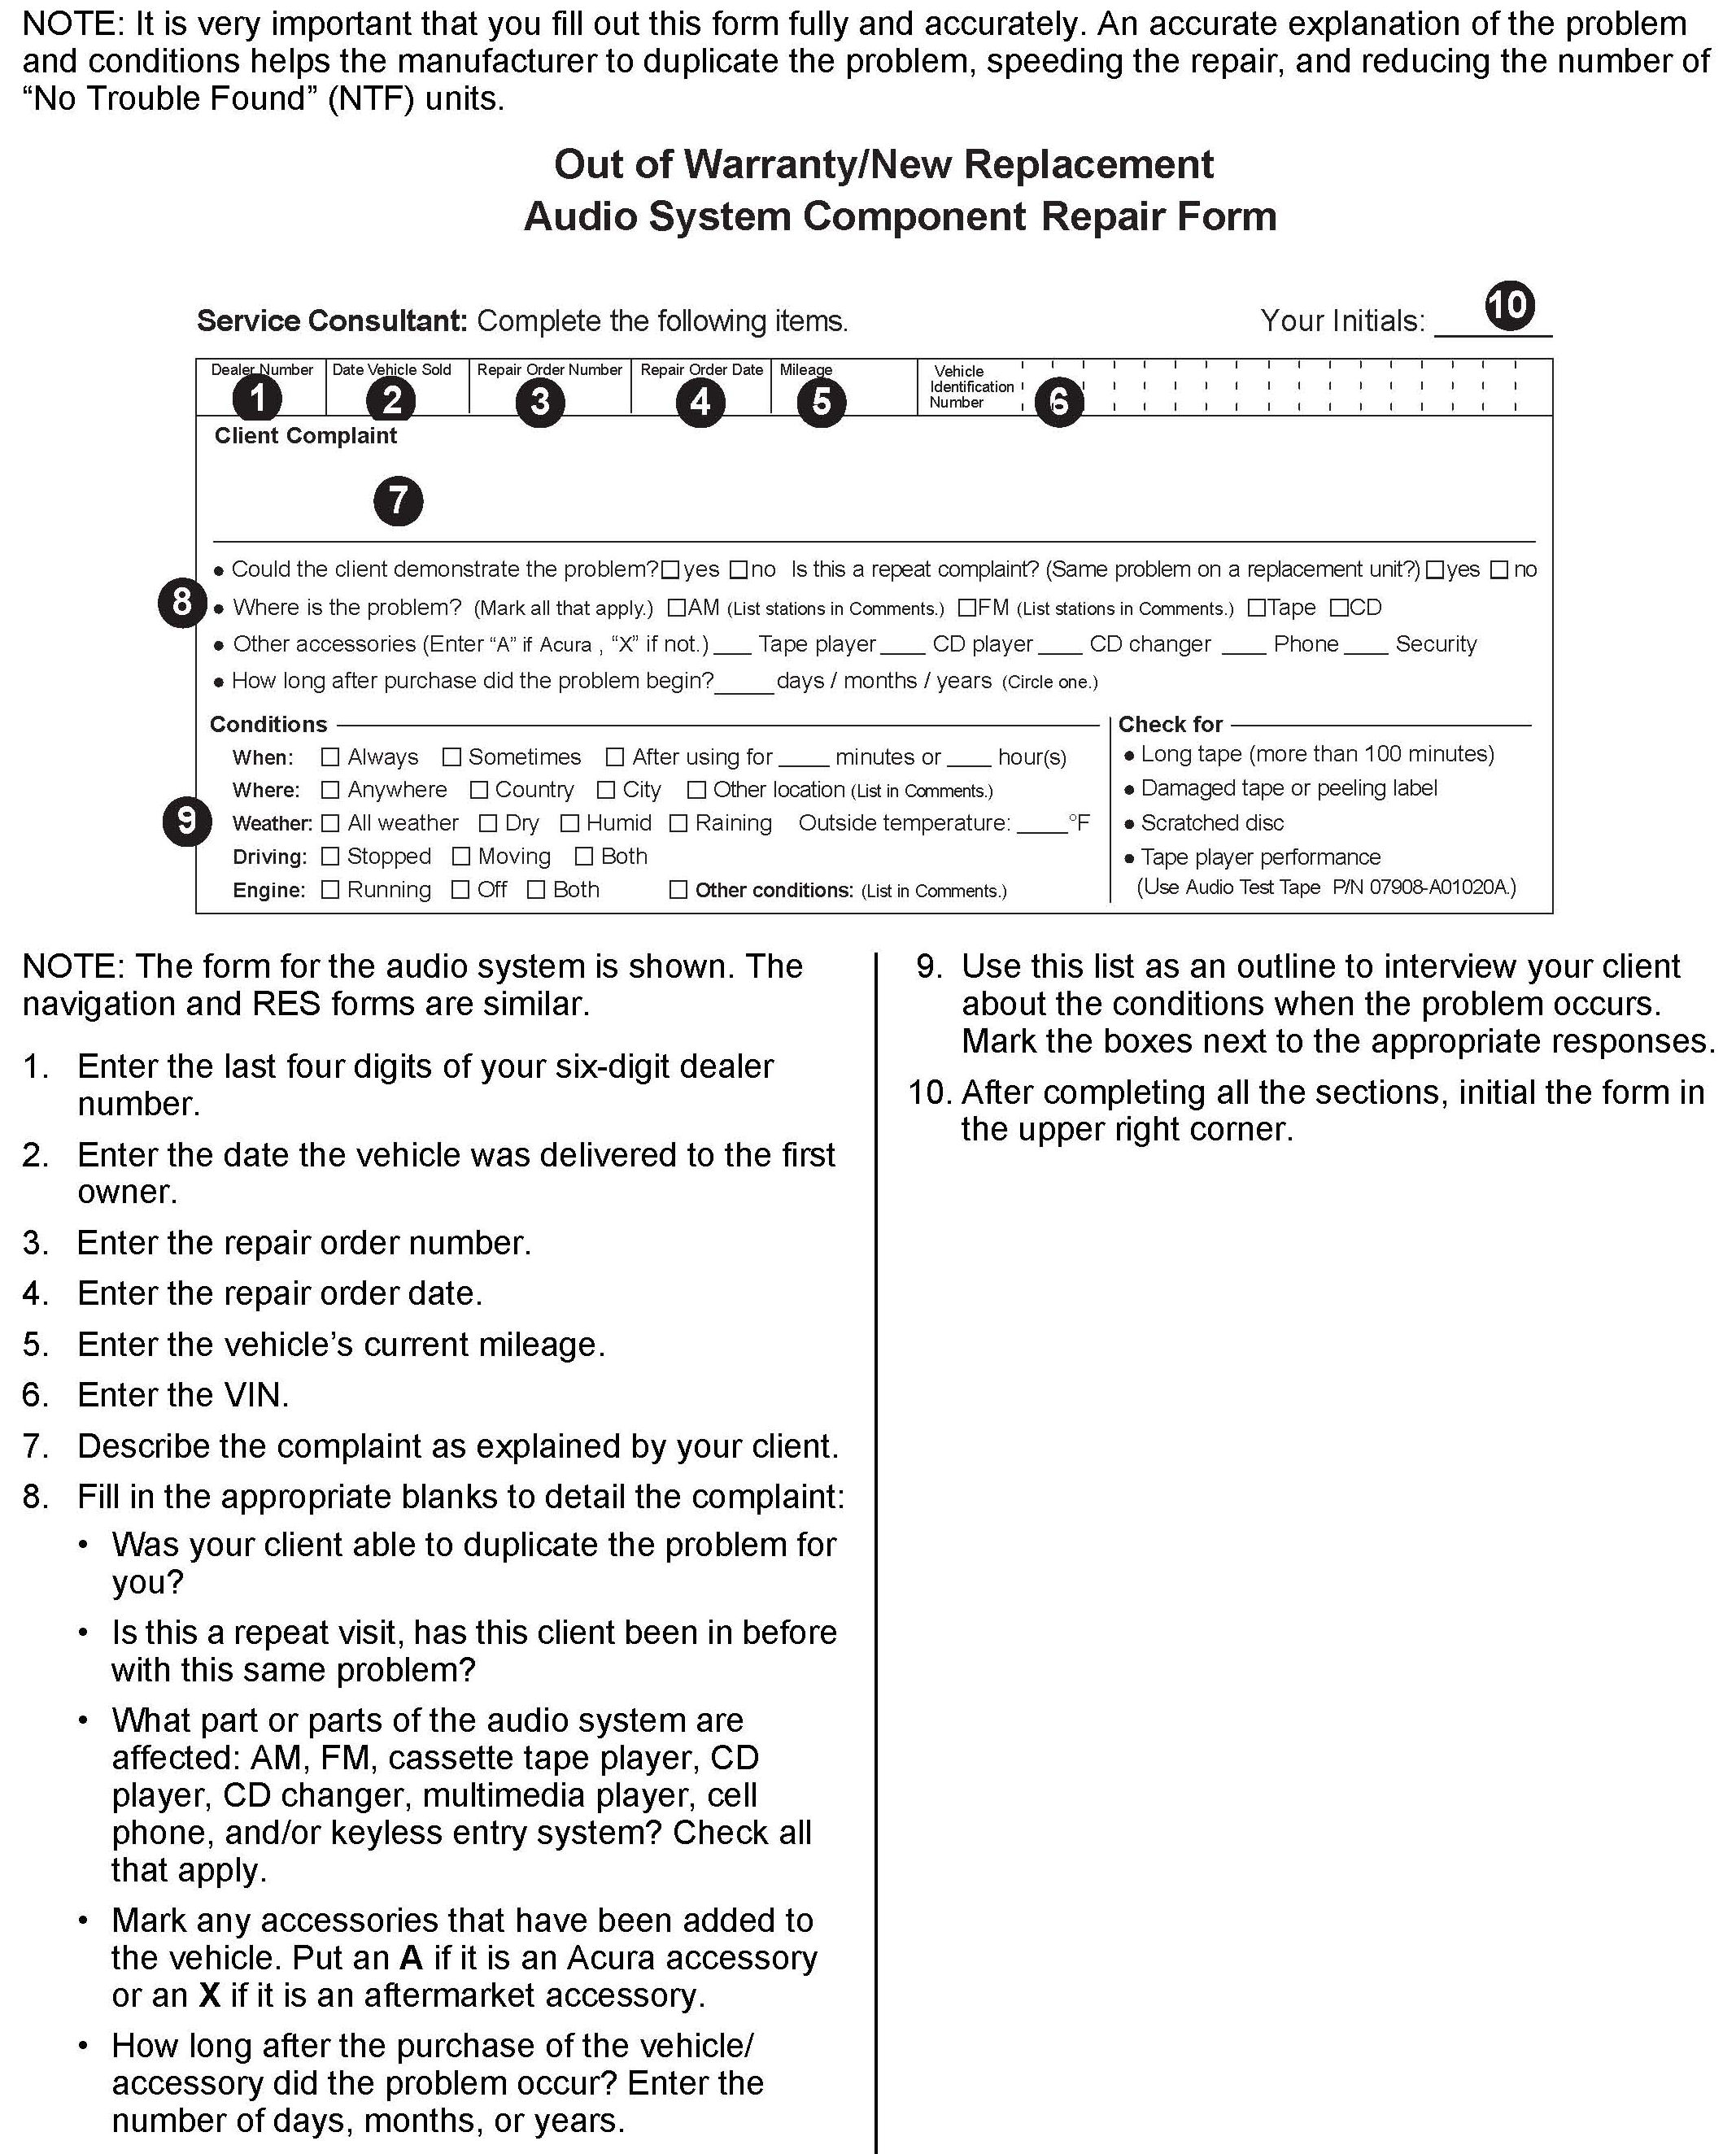 NOTE: It is very important that you fill out this form fully and accurately. An accurate explanation of the problem
and conditions helps the manufacturer to duplicate the problem, speeding the repair, and reducing the number of
“No Trouble Found” (NTF) units.
Out of Warranty/New Replacement
Audio System Component Repair Form
Service Consultant: Complete the following items.
Your Initials: ____ 10
Dealer Number Date Vehicle Sold Repair Order Number Repair Order Date Mileage Vehicle
Identification
Number
1 2 3 4 5 6
Client Complaint
7
• Could the client demonstrate the problem? ☐ yes ☐ no Is this a repeat complaint? (Same problem on a replacement unit?) ☐ yes ☐ no
8 • Where is the problem? (Mark all that apply.) ☐ AM (List stations in Comments.) ☐ FM (List stations in Comments.) ☐ Tape ☐ CD
• Other accessories (Enter “A” if Acura , “X” if not.) ___ Tape player ___ CD player ___ CD changer ___ Phone ___ Security
• How long after purchase did the problem begin? ____ days / months / years (Circle one.)
Conditions
When: ☐ Always ☐ Sometimes ☐ After using for ____ minutes or ____ hour(s)
Where: ☐ Anywhere ☐ Country ☐ City ☐ Other location (List in Comments.)
9 Weather: ☐ All weather ☐ Dry ☐ Humid ☐ Raining Outside temperature: ____°F
Driving: ☐ Stopped ☐ Moving ☐ Both
Engine: ☐ Running ☐ Off ☐ Both ☐ Other conditions: (List in Comments.)
Check for
• Long tape (more than 100 minutes)
• Damaged tape or peeling label
• Scratched disc
• Tape player performance
(Use Audio Test Tape P/N 07908-A01020A.)
NOTE: The form for the audio system is shown. The
navigation and RES forms are similar.
1. Enter the last four digits of your six-digit dealer
number.
2. Enter the date the vehicle was delivered to the first
owner.
3. Enter the repair order number.
4. Enter the repair order date.
5. Enter the vehicle’s current mileage.
6. Enter the VIN.
7. Describe the complaint as explained by your client.
8. Fill in the appropriate blanks to detail the complaint:
• Was your client able to duplicate the problem for
you?
• Is this a repeat visit, has this client been in before
with this same problem?
• What part or parts of the audio system are
affected: AM, FM, cassette tape player, CD
player, CD changer, multimedia player, cell
phone, and/or keyless entry system? Check all
that apply.
• Mark any accessories that have been added to
the vehicle. Put an A if it is an Acura accessory
or an X if it is an aftermarket accessory.
• How long after the purchase of the vehicle/
accessory did the problem occur? Enter the
number of days, months, or years.
9. Use this list as an outline to interview your client
about the conditions when the problem occurs.
Mark the boxes next to the appropriate responses.
10. After completing all the sections, initial the form in
the upper right corner.